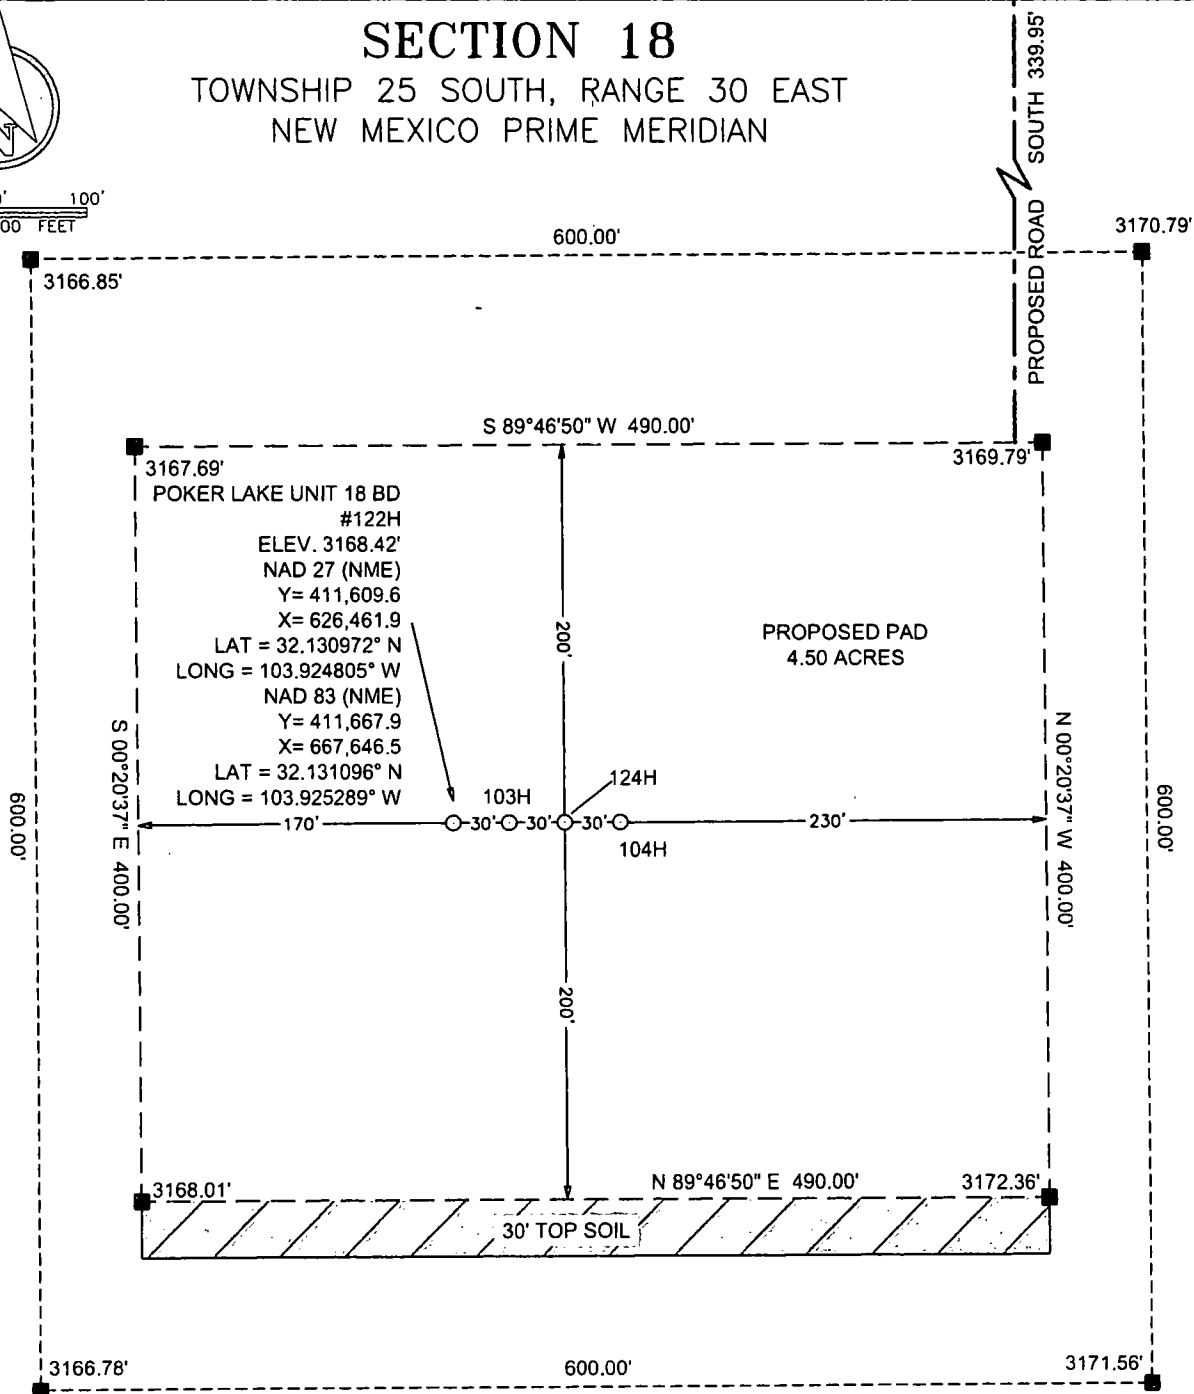 SECTION 18
TOWNSHIP 25 SOUTH, RANGE 30 EAST
NEW MEXICO PRIME MERIDIAN
N
100'
FEET
PROPOSED ROAD SOUTH 339.95'
600.00'
3170.79'
3166.85'
S 89°46'50" W 490.00'
3167.69'
3169.79'
POKER LAKE UNIT 18 BD
#122H
ELEV. 3168.42'
NAD 27 (NME)
Y= 411,609.6
X= 626,461.9
LAT = 32.130972° N
LONG = 103.924805° W
NAD 83 (NME)
Y= 411,667.9
X= 667,646.5
LAT = 32.131096° N
LONG = 103.925289° W
200'
PROPOSED PAD
4.50 ACRES
600.00'
S 00°20'37" E 400.00'
N 00°20'37" W 400.00'
600.00'
103H
124H
170'
30'
30'
30'
230'
104H
200'
3168.01'
N 89°46'50" E 490.00'
3172.36'
30' TOP SOIL
3166.78'
600.00'
3171.56'